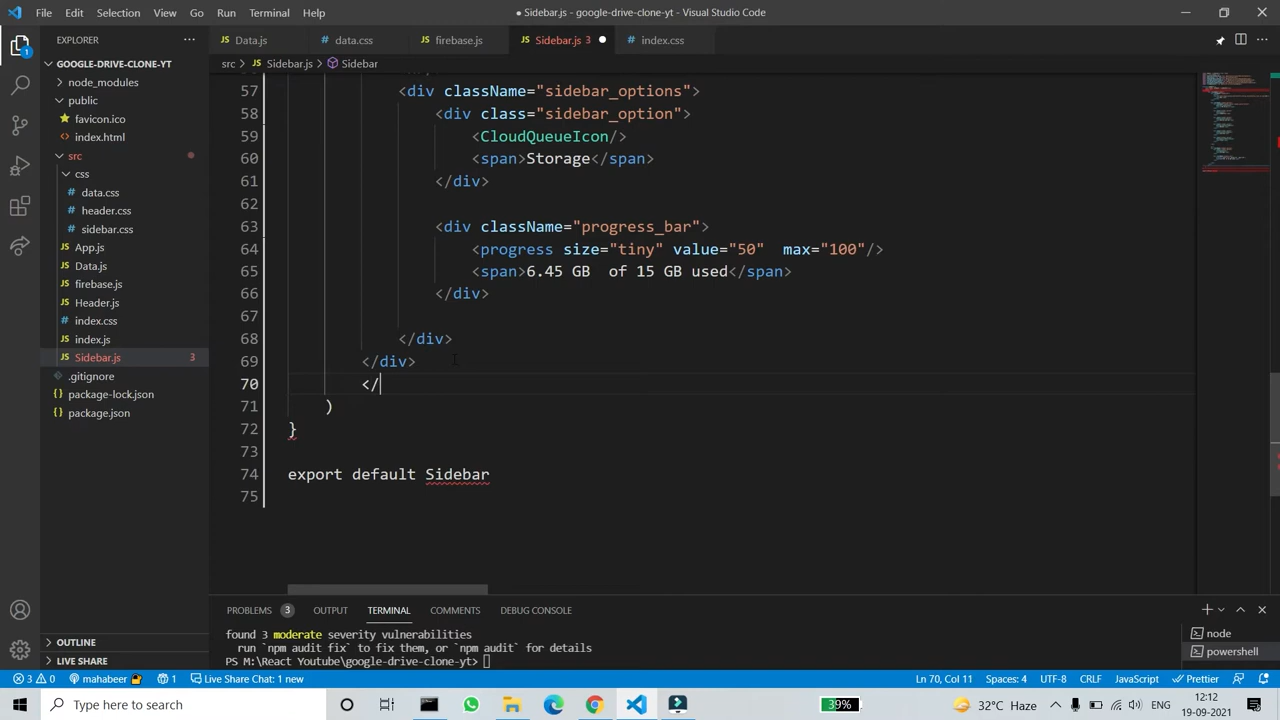 File Edit Selection View Go Run Terminal Help
● Sidebar.js - google-drive-clone-yt - Visual Studio Code
EXPLORER ···
GOOGLE-DRIVE-CLONE-YT
node_modules
public
favicon.ico
index.html
src
css
data.css
header.css
sidebar.css
App.js
Data.js
firebase.js
Header.js
index.css
index.js
Sidebar.js 3
.gitignore
package-lock.json
package.json
OUTLINE
LIVE SHARE
Data.js data.css firebase.js Sidebar.js 3 ● index.css
src > Sidebar.js > Sidebar
57 <div className="sidebar_options">
58 <div class="sidebar_option">
59 <CloudQueueIcon/>
60 <span>Storage</span>
61 </div>
62
63 <div className="progress_bar">
64 <progress size="tiny" value="50" max="100"/>
65 <span>6.45 GB of 15 GB used</span>
66 </div>
67
68 </div>
69 </div>
70 </
71 )
72 }
73
74 export default Sidebar
75
PROBLEMS 3 OUTPUT TERMINAL COMMENTS DEBUG CONSOLE
found 3 moderate severity vulnerabilities
run `npm audit fix` to fix them, or `npm audit` for details
PS M:\React Youtube\google-drive-clone-yt>
node
powershell
3 0 mahabeer 1 Live Share Chat: 1 new Ln 70, Col 11 Spaces: 4 UTF-8 CRLF JavaScript Prettier
Type here to search 39% 32°C Haze ENG 12:12
19-09-2021